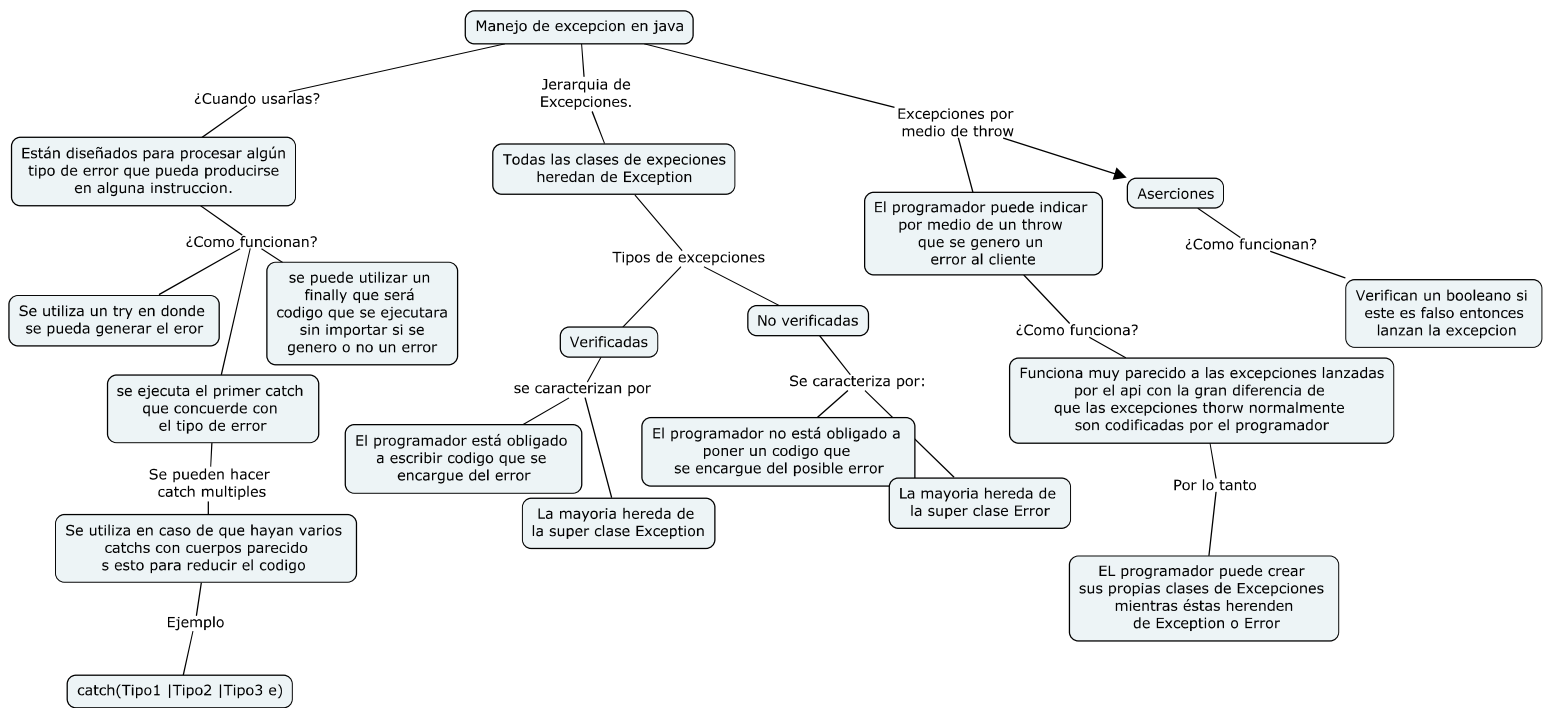 Manejo de excepcion en java
¿Cuando usarlas?
Están diseñados para procesar algún
tipo de error que pueda producirse
en alguna instruccion.
¿Como funcionan?
Se utiliza un try en donde
se pueda generar el eror
se puede utilizar un
finally que será
codigo que se ejecutara
sin importar si se
genero o no un error
se ejecuta el primer catch
que concuerde con
el tipo de error
Se pueden hacer
catch multiples
Se utiliza en caso de que hayan varios
catchs con cuerpos parecido
s esto para reducir el codigo
Ejemplo
catch(Tipo1 |Tipo2 |Tipo3 e)
Jerarquia de
Excepciones.
Todas las clases de expeciones
heredan de Exception
Tipos de excepciones
Verificadas
se caracterizan por
El programador está obligado
a escribir codigo que se
encargue del error
La mayoria hereda de
la super clase Exception
No verificadas
Se caracteriza por:
El programador no está obligado a
poner un codigo que
se encargue del posible error
La mayoria hereda de
la super clase Error
Excepciones por
medio de throw
El programador puede indicar
por medio de un throw
que se genero un
error al cliente
¿Como funciona?
Funciona muy parecido a las excepciones lanzadas
por el api con la gran diferencia de
que las excepciones thorw normalmente
son codificadas por el programador
Por lo tanto
EL programador puede crear
sus propias clases de Excepciones
mientras éstas herenden
de Exception o Error
Aserciones
¿Como funcionan?
Verifican un booleano si
este es falso entonces
lanzan la excepcion